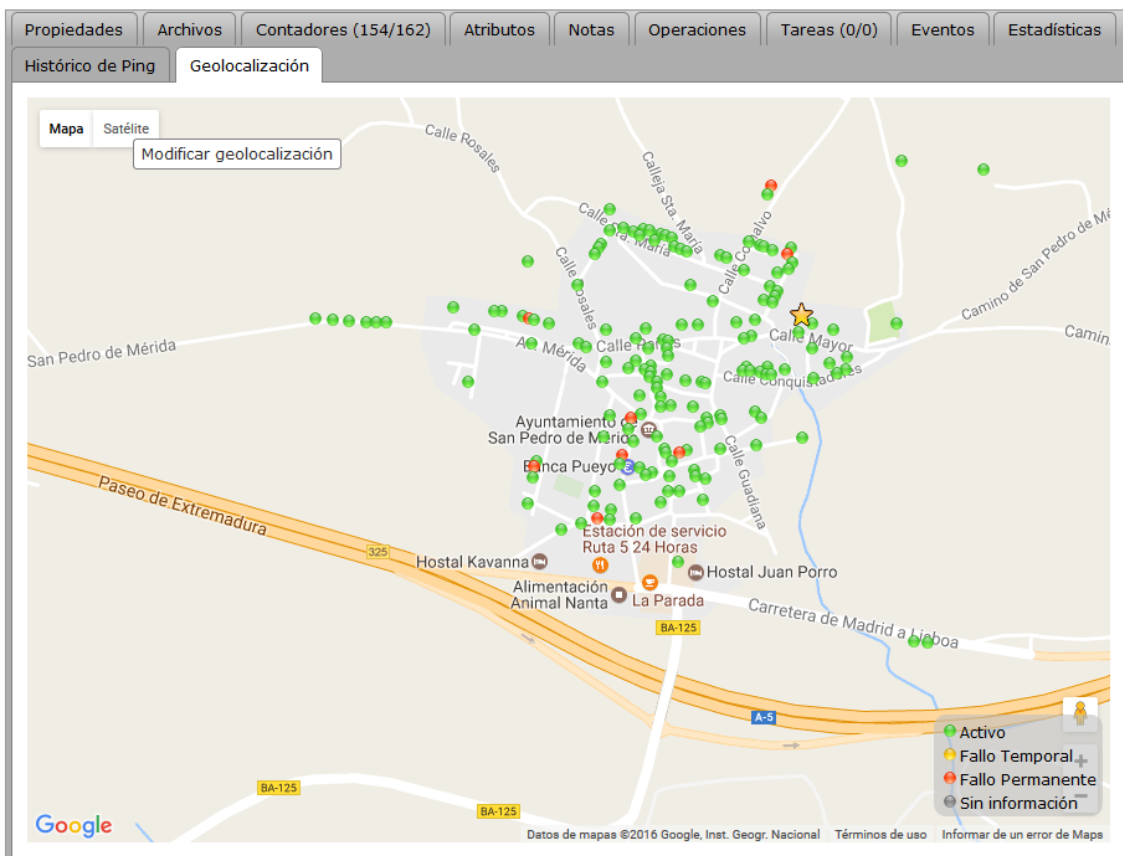 Propiedades
Archivos
Contadores (154/162)
Atributos
Notas
Operaciones
Tareas (0/0)
Eventos
Estadísticas
Histórico de Ping
Geolocalización
Mapa
Satélite
Modificar geolocalización
Calle Rosales
Calleja Sta. María
Calle Sta. María
Calle Rosales
Camino de San Pedro de Mé
San Pedro de Mérida
Av. Mérida
Calle Mayor
Camin
Calle Conquistadores
Ayuntamiento de
San Pedro de Mérida
Banca Pueyo
Calle Guadiana
Paseo de Extremadura
325
Estación de servicio
Ruta 5 24 Horas
Hostal Kavanna
Hostal Juan Porro
Alimentación
Animal Nanta
La Parada
Carretera de Madrid a Lisboa
BA-125
A-5
BA-125
BA-125
Activo
Fallo Temporal
+
Fallo Permanente
Sin información
Google
Datos de mapas ©2016 Google, Inst. Geogr. Nacional
Términos de uso
Informar de un error de Maps